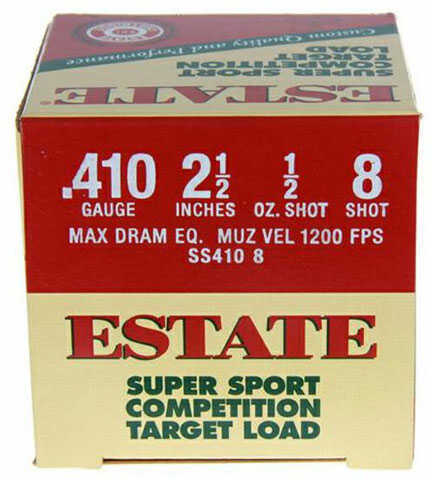 Custom Quality and Performance
SUPER SPORT
COMPETITION
TARGET
LOAD
ESTATE
.410 2 1/2 1/2 8
GAUGE INCHES OZ. SHOT SHOT
MAX DRAM EQ. MUZ VEL 1200 FPS
SS410 8
ESTATE
SUPER SPORT
COMPETITION
TARGET LOAD